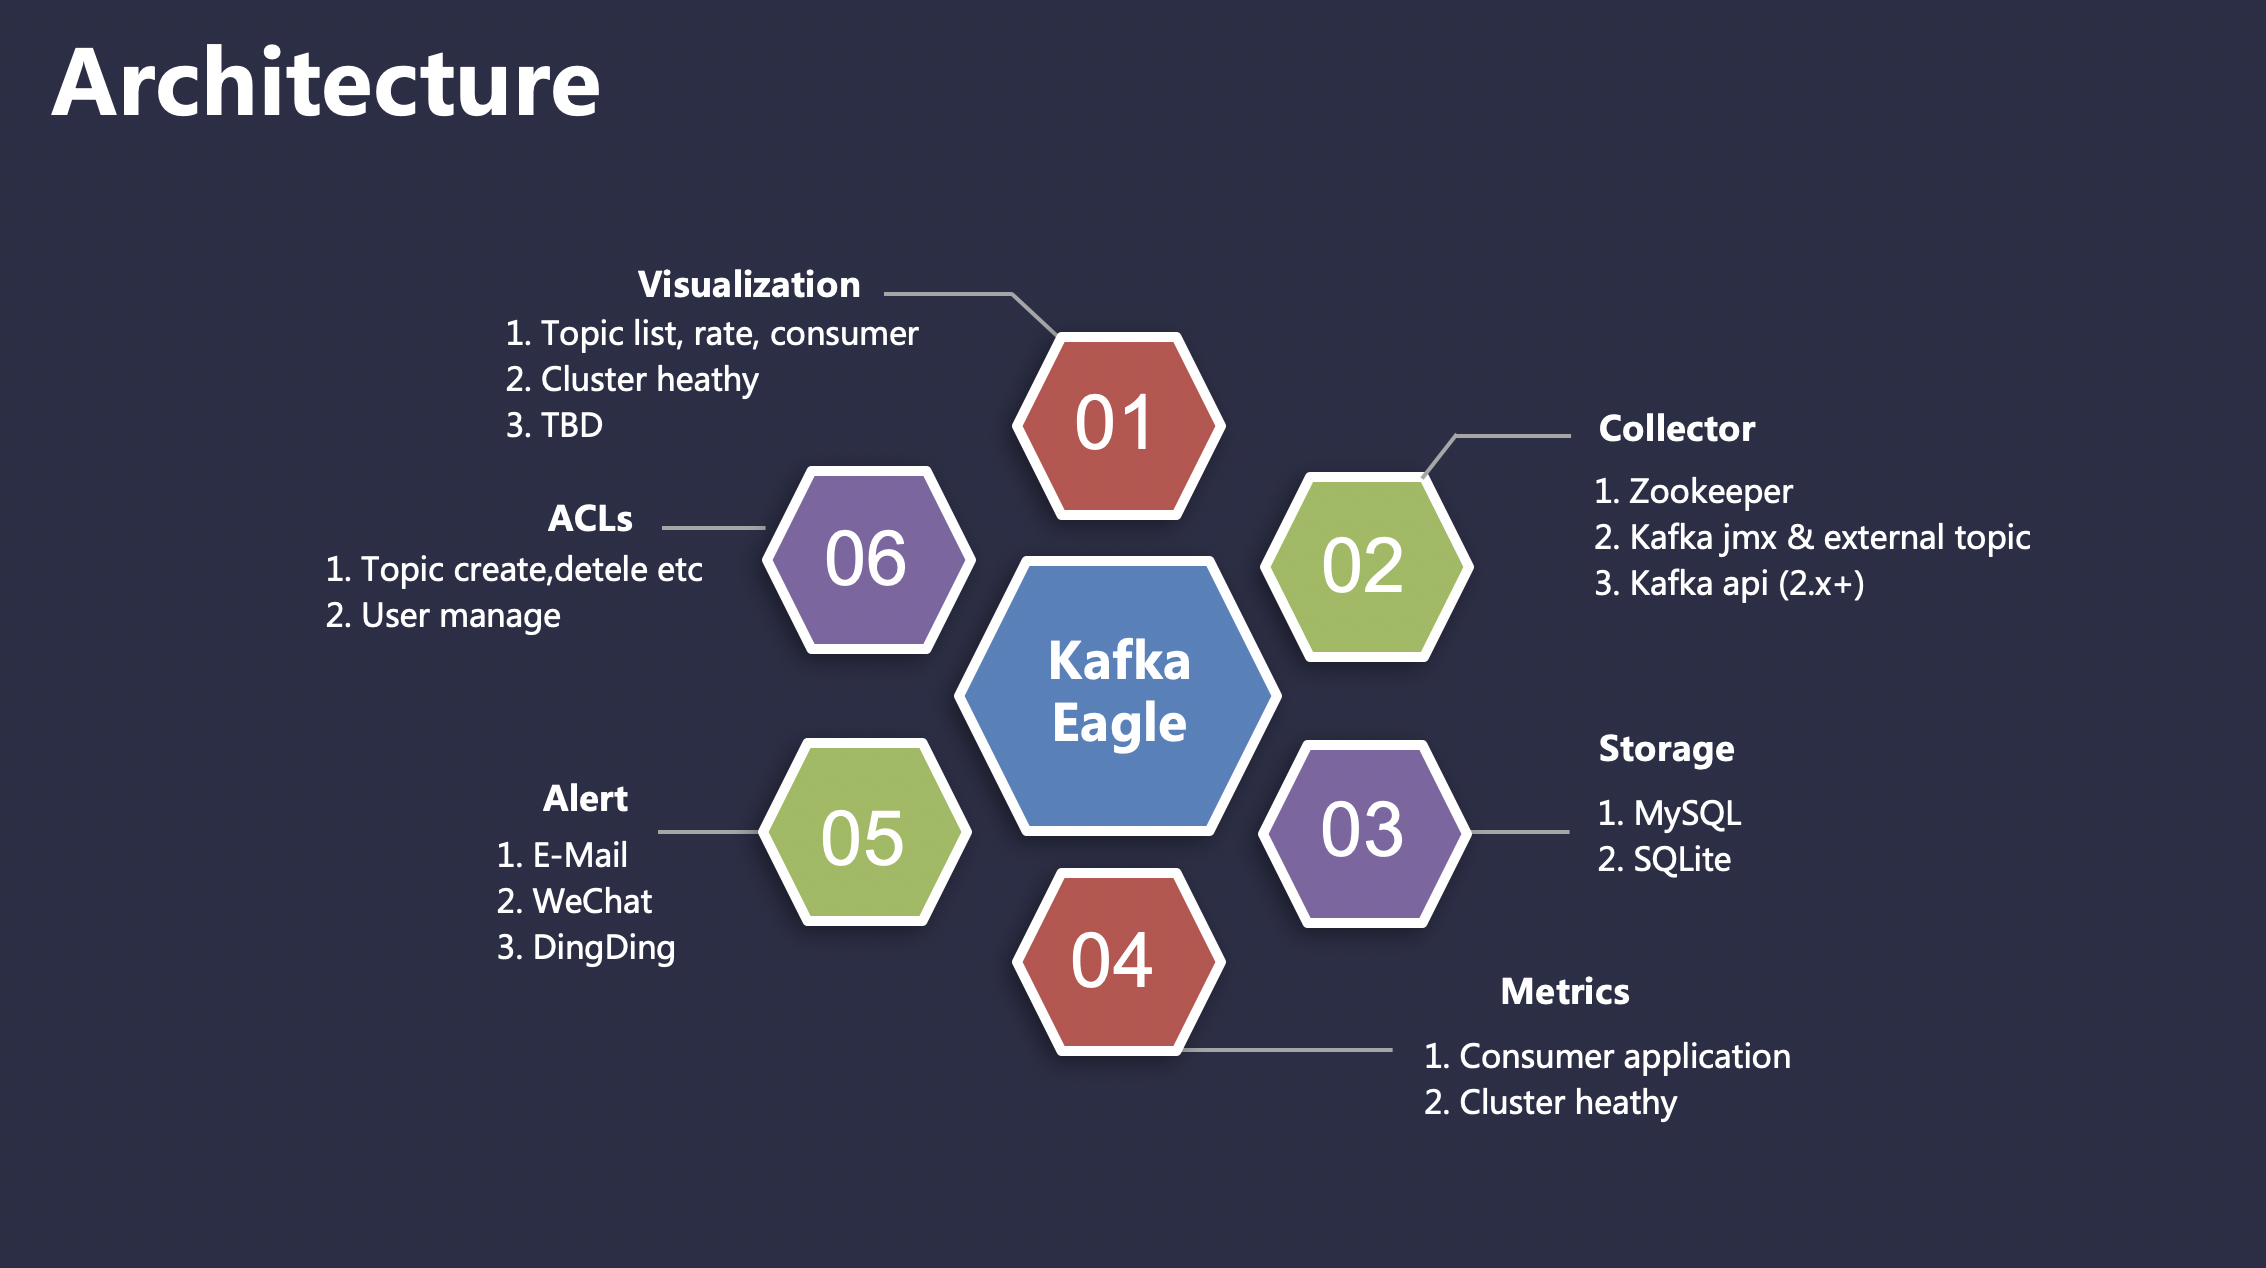 Architecture
Visualization
1. Topic list, rate, consumer
2. Cluster heathy
3. TBD
01
Collector
1. Zookeeper
2. Kafka jmx & external topic
3. Kafka api (2.x+)
02
ACLs
1. Topic create,detele etc
2. User manage
06
Kafka
Eagle
Storage
1. MySQL
2. SQLite
03
Alert
1. E-Mail
2. WeChat
3. DingDing
05
04
Metrics
1. Consumer application
2. Cluster heathy